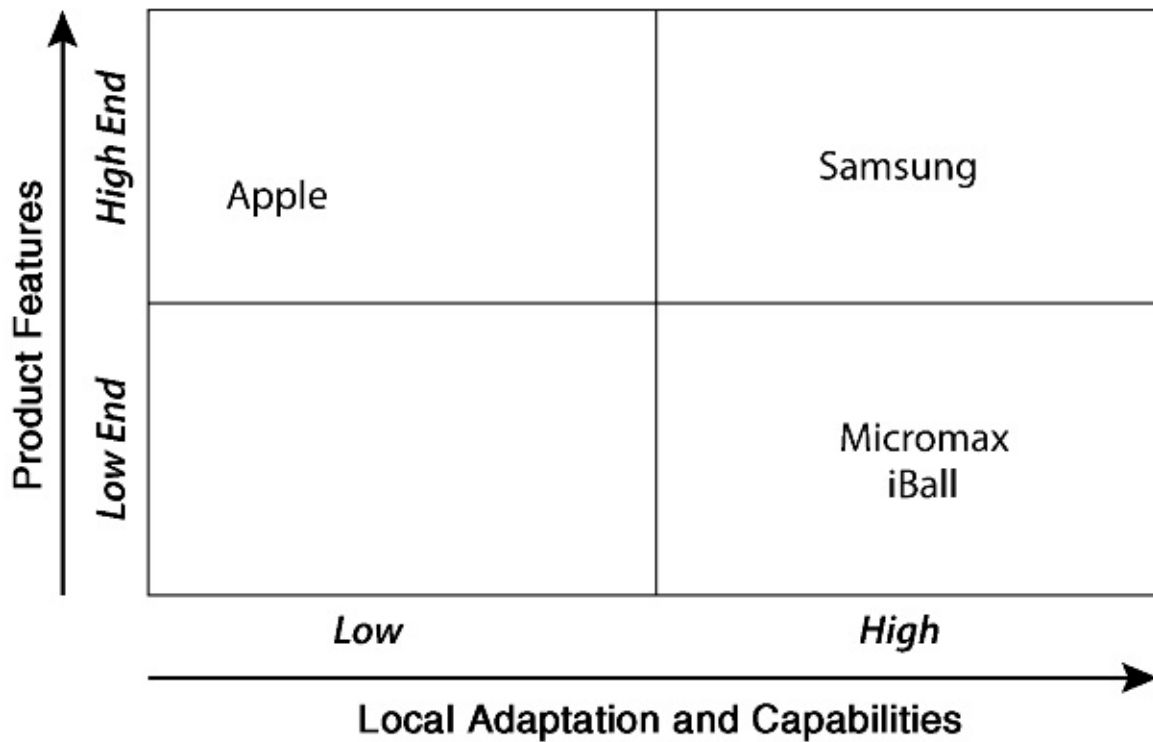 Product Features
High End
Low End
Apple
Samsung
Micromax
iBall
Low
High
Local Adaptation and Capabilities